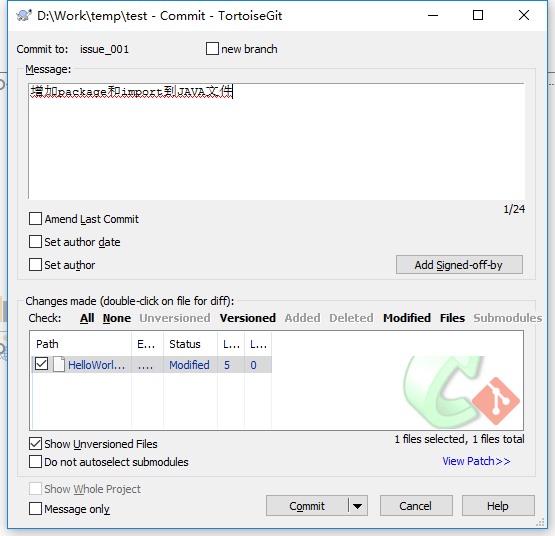 D:\Work\temp\test - Commit - TortoiseGit
Commit to: issue_001 new branch
Message:
增加package和import到JAVA文件
1/24
Amend Last Commit
Set author date
Set author
Add Signed-off-by
Changes made (double-click on file for diff):
Check: All None Unversioned Versioned Added Deleted Modified Files Submodules
Path E... Status L... L...
HelloWorl... .... Modified 5 0
Show Unversioned Files
1 files selected, 1 files total
Do not autoselect submodules
View Patch>>
Show Whole Project
Message only
Commit
Cancel
Help